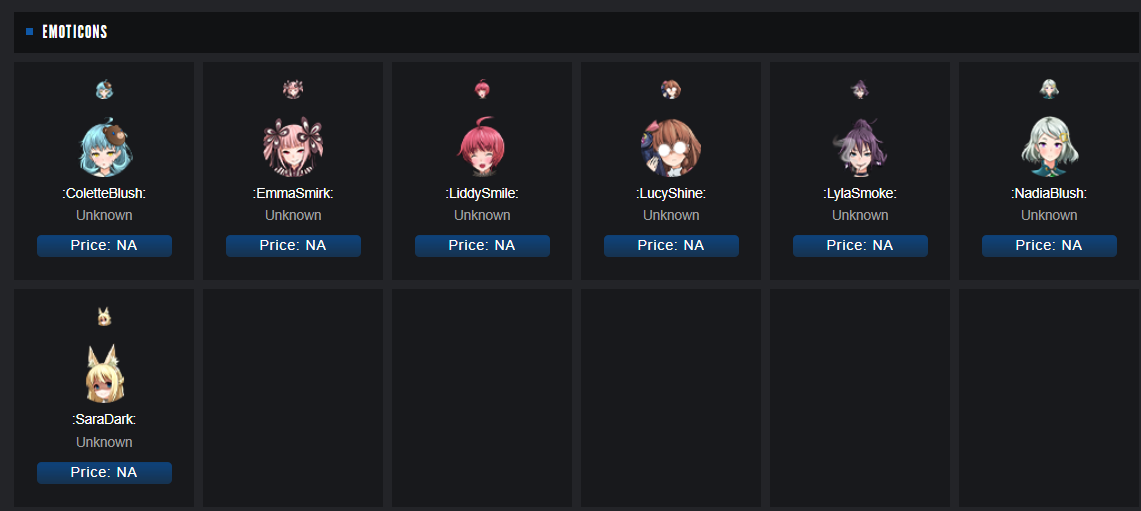 EMOTICONS
:ColetteBlush:
Unknown
Price: NA
:EmmaSmirk:
Unknown
Price: NA
:LiddySmile:
Unknown
Price: NA
:LucyShine:
Unknown
Price: NA
:LylaSmoke:
Unknown
Price: NA
:NadiaBlush:
Unknown
Price: NA
:SaraDark:
Unknown
Price: NA